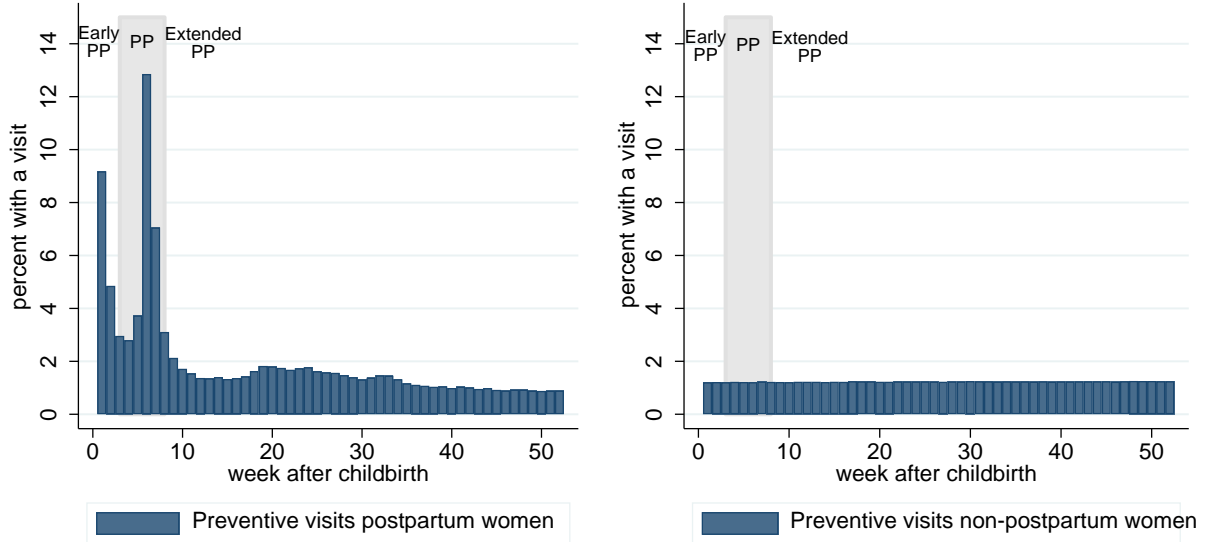 percent with a visit
14
12
10
8
6
4
2
0
Early
PP
PP
Extended
PP
0
10
20
30
40
50
week after childbirth
Preventive visits postpartum women
percent with a visit
14
12
10
8
6
4
2
0
Early
PP
PP
Extended
PP
0
10
20
30
40
50
week after childbirth
Preventive visits non-postpartum women